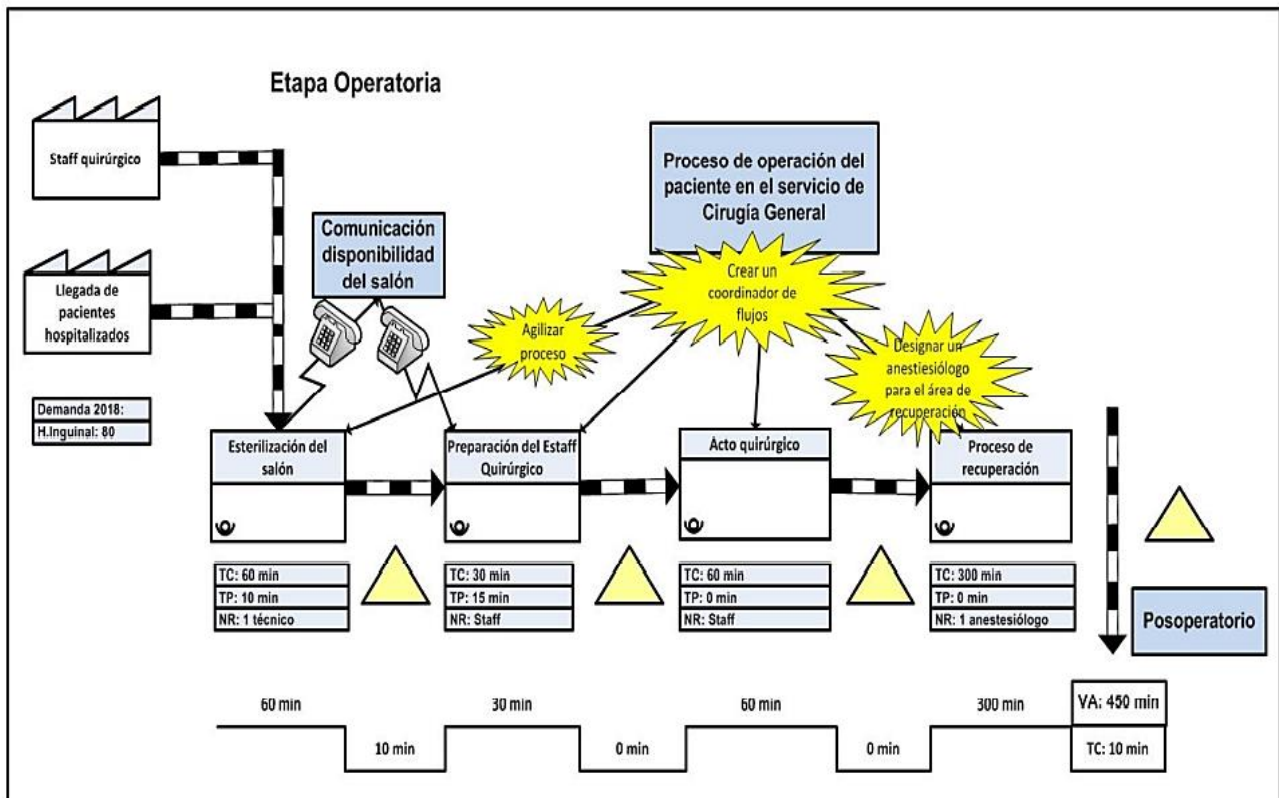 Etapa Operatoria
Staff quirúrgico
Proceso de operación del
paciente en el servicio de
Cirugía General
Comunicación
disponibilidad
del salón
Llegada de
pacientes
hospitalizados
Crear un
coordinador de
flujos
Agilizar
proceso
Designar un
anestiesiólogo
para el área de
recuperación
Demanda 2018:
H.Inguinal: 80
Esterilización del
salón
Preparación del Estaff
Quirúrgico
Acto quirúrgico
Proceso de
recuperación
TC: 60 min
TP: 10 min
NR: 1 técnico
TC: 30 min
TP: 15 min
NR: Staff
TC: 60 min
TP: 0 min
NR: Staff
TC: 300 min
TP: 0 min
NR: 1 anestesiólogo
Posoperatorio
60 min
30 min
60 min
300 min
VA: 450 min
10 min
0 min
0 min
TC: 10 min